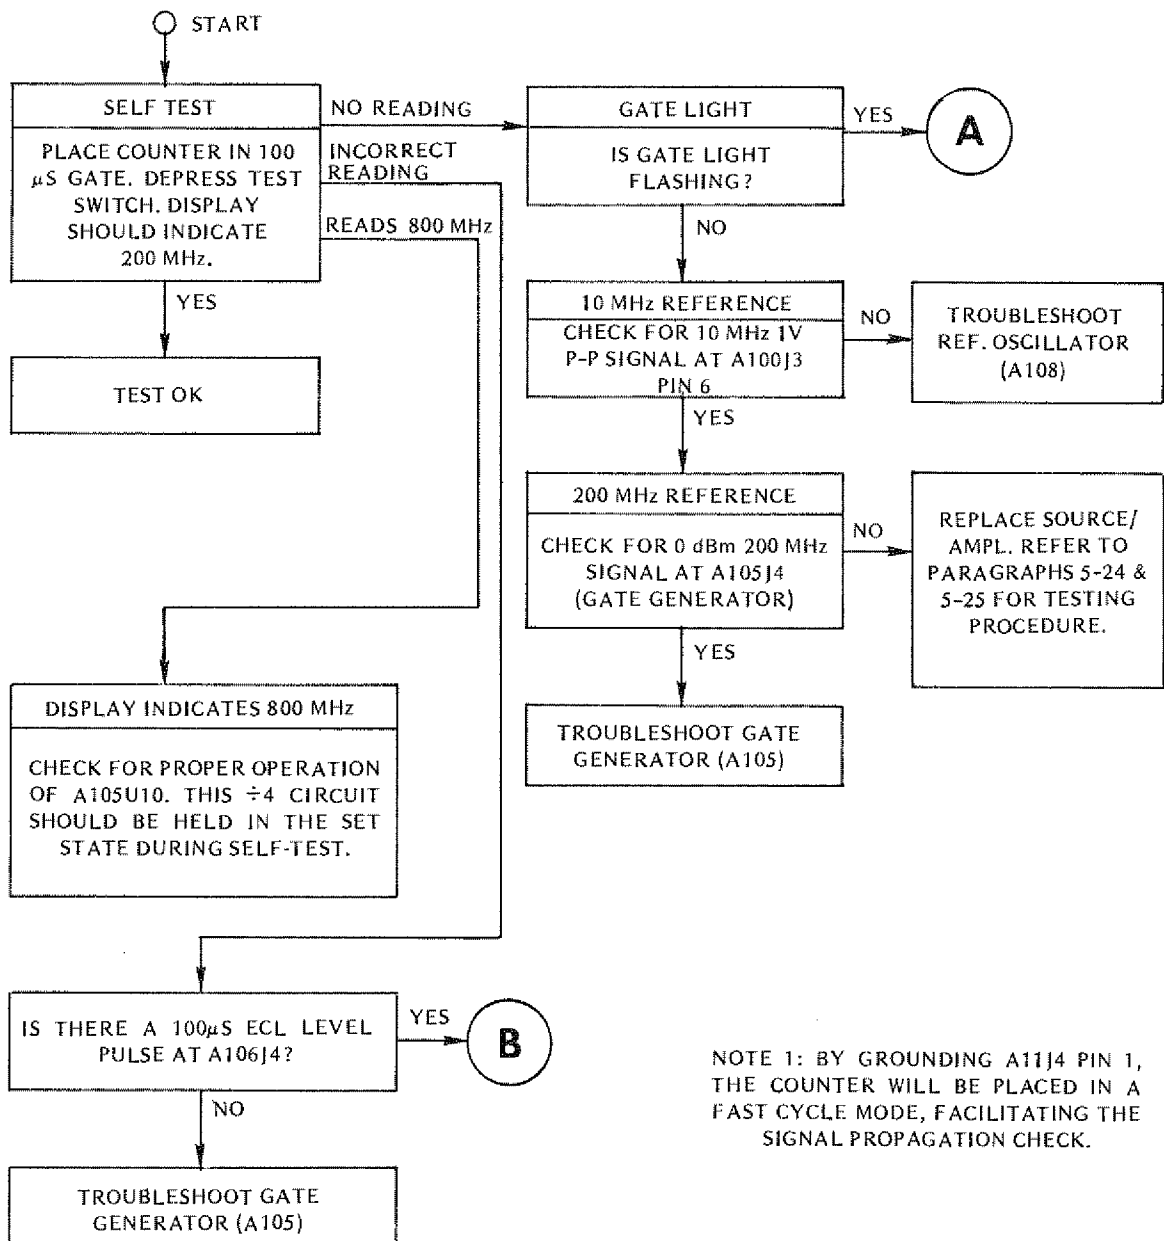 START
SELF TEST
PLACE COUNTER IN 100
µS GATE. DEPRESS TEST
SWITCH. DISPLAY
SHOULD INDICATE
200 MHz.
NO READING
INCORRECT
READING
READS 800 MHz
YES
TEST OK
GATE LIGHT
IS GATE LIGHT
FLASHING?
YES
A
NO
10 MHz REFERENCE
CHECK FOR 10 MHz 1V
P-P SIGNAL AT A100J3
PIN 6
NO
TROUBLESHOOT
REF. OSCILLATOR
(A108)
YES
200 MHz REFERENCE
CHECK FOR 0 dBm 200 MHz
SIGNAL AT A105J4
(GATE GENERATOR)
NO
REPLACE SOURCE/
AMPL. REFER TO
PARAGRAPHS 5-24 &
5-25 FOR TESTING
PROCEDURE.
YES
TROUBLESHOOT GATE
GENERATOR (A105)
DISPLAY INDICATES 800 MHz
CHECK FOR PROPER OPERATION
OF A105U10. THIS ÷4 CIRCUIT
SHOULD BE HELD IN THE SET
STATE DURING SELF-TEST.
IS THERE A 100µS ECL LEVEL
PULSE AT A106J4?
YES
B
NO
TROUBLESHOOT GATE
GENERATOR (A105)
NOTE 1: BY GROUNDING A11J4 PIN 1,
THE COUNTER WILL BE PLACED IN A
FAST CYCLE MODE, FACILITATING THE
SIGNAL PROPAGATION CHECK.